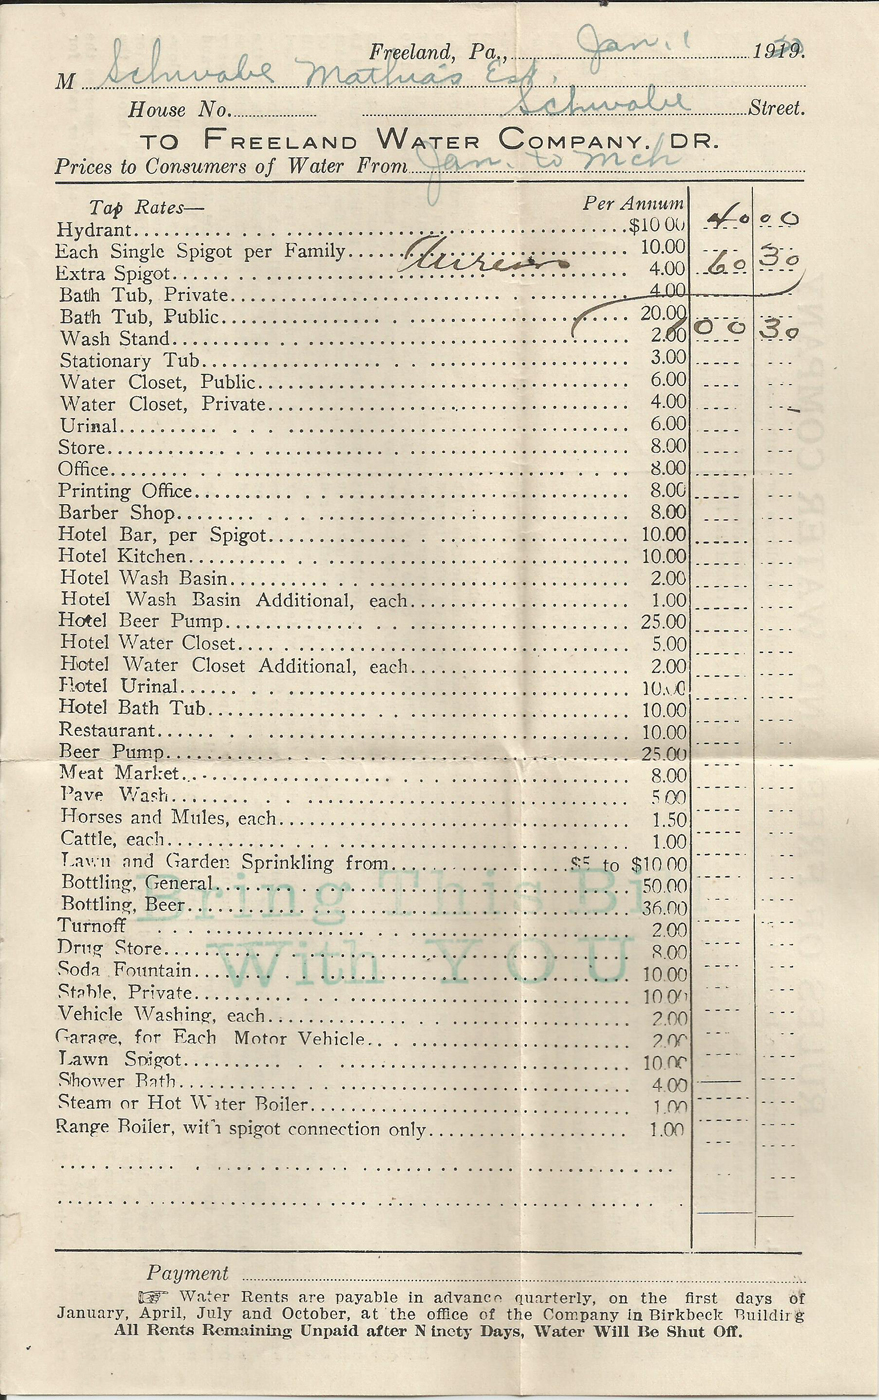 Freeland, Pa., Jan. 1 1919. 20
M Schwabe Mathias Est.
House No. Schwabe Street.
TO FREELAND WATER COMPANY. DR.
Prices to Consumers of Water From Jan. to Mch
Tap Rates— Per Annum
Hydrant $10 00 40 00
Each Single Spigot per Family 10.00
Arrears
Extra Spigot 4.00 60 30
Bath Tub, Private 4.00
Bath Tub, Public 20.00
Wash Stand 2.00 100 30
Stationary Tub 3.00
Water Closet, Public 6.00
Water Closet, Private 4.00
Urinal 6.00
Store 8.00
Office 8.00
Printing Office 8.00
Barber Shop 8.00
Hotel Bar, per Spigot 10.00
Hotel Kitchen 10.00
Hotel Wash Basin 2.00
Hotel Wash Basin Additional, each 1.00
Hotel Beer Pump 25.00
Hotel Water Closet 5.00
Hotel Water Closet Additional, each 2.00
Hotel Urinal 10.00
Hotel Bath Tub 10.00
Restaurant 10.00
Beer Pump 25.00
Meat Market 8.00
Pave Wash 5 00
Horses and Mules, each 1.50
Cattle, each 1.00
Lawn and Garden Sprinkling from $5 to $10.00
Bottling, General 50.00
Bring This Bi
Bottling, Beer 36.00
Turnoff 2.00
Drug Store 8.00
With YOU
Soda Fountain 10.00
Stable, Private 10 00
Vehicle Washing, each 2.00
Garage, for Each Motor Vehicle 2.00
Lawn Spigot 10.00
Shower Bath 4.00
Steam or Hot Water Boiler 1.00
Range Boiler, with spigot connection only 1.00
Payment
☞ Water Rents are payable in advance quarterly, on the first days of
January, April, July and October, at the office of the Company in Birkbeck Building
All Rents Remaining Unpaid after Ninety Days, Water Will Be Shut Off.